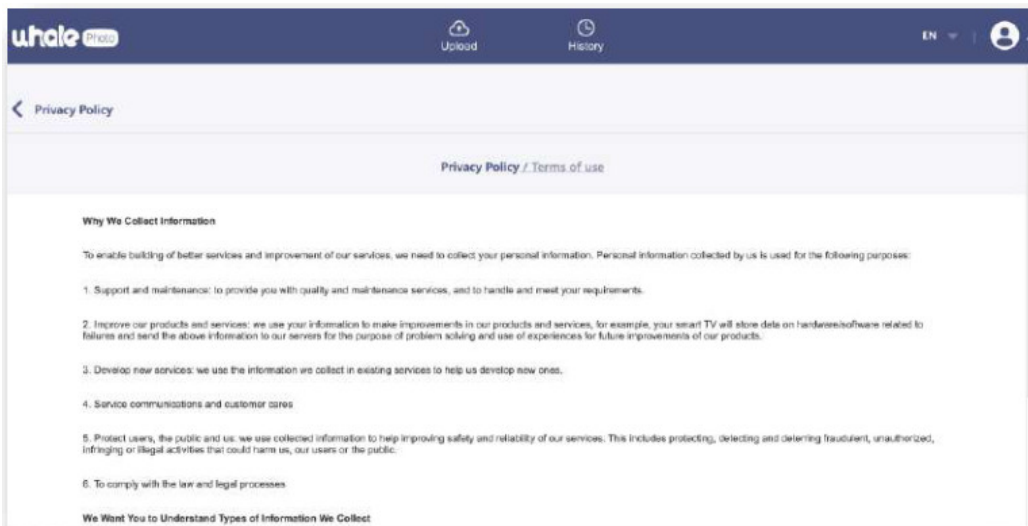 whale Photo
Upload
History
EN
Privacy Policy
Privacy Policy / Terms of use
Why We Collect Information
To enable building of better services and improvement of our services, we need to collect your personal information. Personal information collected by us is used for the following purposes:
1. Support and maintenance: to provide you with quality and maintenance services, and to handle and meet your requirements.
2. Improve our products and services: we use your information to make improvements in our products and services, for example, your smart TV will store data on hardware/software related to
failures and send the above information to our servers for the purpose of problem solving and use of experiences for future improvements of our products.
3. Develop new services: we use the information we collect in existing services to help us develop new ones.
4. Service communications and customer cares
5. Protect users, the public and us: we use collected information to help improving safety and reliability of our services. This includes protecting, detecting and deterring fraudulent, unauthorized,
infringing or illegal activities that could harm us, our users or the public.
6. To comply with the law and legal processes
We Want You to Understand Types of Information We Collect